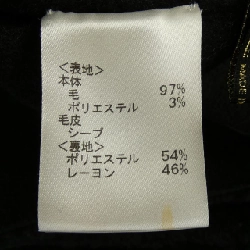 <表地>
本体
毛 97%
ポリエステル 3%
毛皮
シープ
<裏地>
ポリエステル 54%
レーヨン 46%